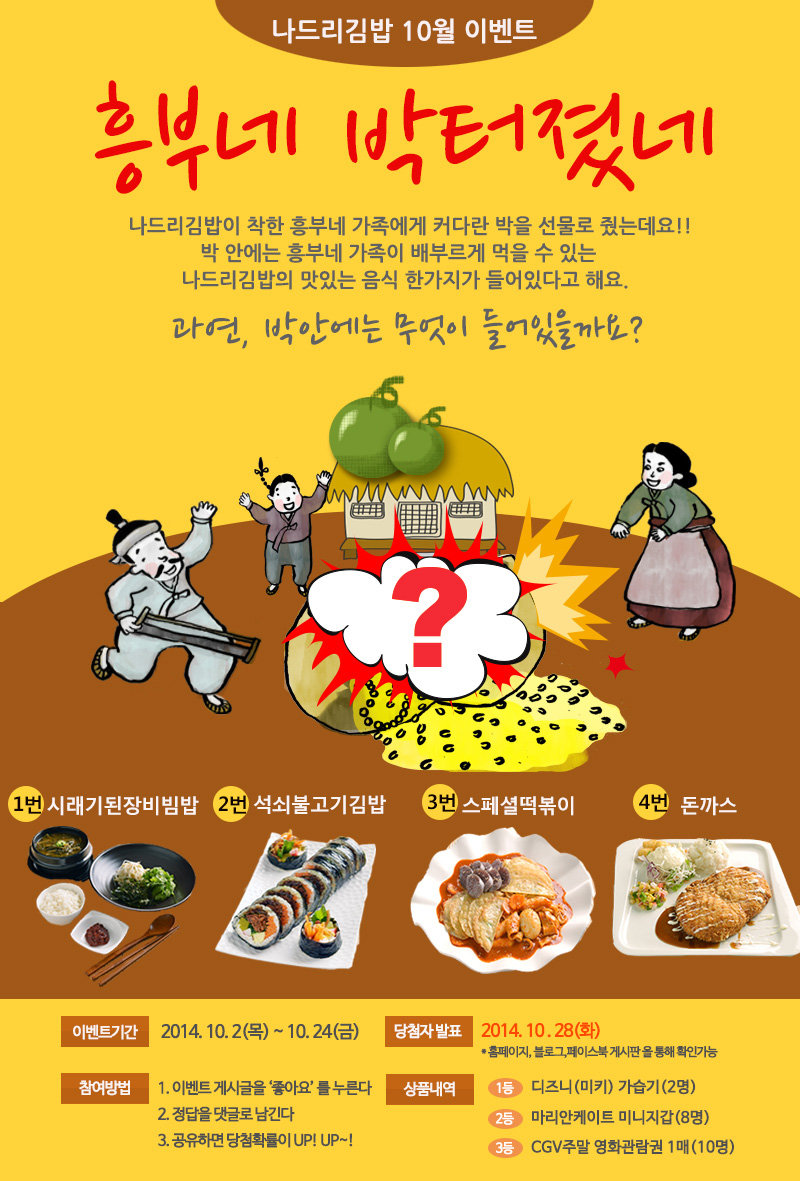 나드리김밥 10월 이벤트
흥부네 박터졌네
나드리김밥이 착한 흥부네 가족에게 커다란 박을 선물로 줬는데요!!
박 안에는 흥부네 가족이 배부르게 먹을 수 있는
나드리김밥의 맛있는 음식 한가지가 들어있다고 해요.
과연, 박안에는 무엇이 들어있을까요?
?
1번 시래기된장비빔밥
2번 석쇠불고기김밥
3번 스페셜떡볶이
4번 돈까스
이벤트기간 2014. 10. 2(목) ~ 10. 24(금)
당첨자 발표 2014. 10 . 28(화)
* 홈페이지, 블로그,페이스북 게시판 을 통해 확인가능
참여방법 1. 이벤트 게시글을 ‘좋아요’ 를 누른다
2. 정답을 댓글로 남긴다
3. 공유하면 당첨확률이 UP! UP~!
상품내역 1등 디즈니(미키) 가습기(2명)
2등 마리안케이트 미니지갑(8명)
3등 CGV주말 영화관람권 1매(10명)